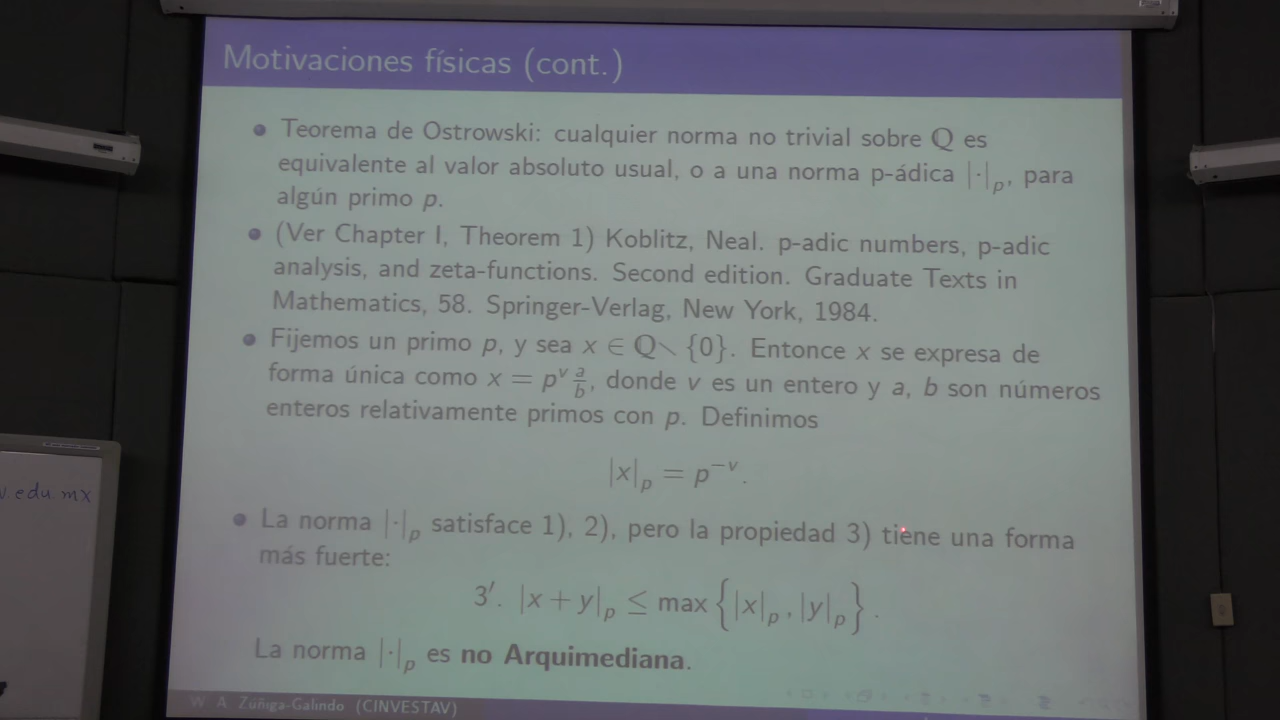 Motivaciones físicas (cont.)
Teorema de Ostrowski: cualquier norma no trivial sobre ℚ es
equivalente al valor absoluto usual, o a una norma p-ádica |·|_p, para
algún primo p.
(Ver Chapter I, Theorem 1) Koblitz, Neal. p-adic numbers, p-adic
analysis, and zeta-functions. Second edition. Graduate Texts in
Mathematics, 58. Springer-Verlag, New York, 1984.
Fijemos un primo p, y sea x ∈ ℚ∖ {0}. Entonce x se expresa de
forma única como x = p^v a/b, donde v es un entero y a, b son números
enteros relativamente primos con p. Definimos
|x|_p = p^{-v}.
La norma |·|_p satisface 1), 2), pero la propiedad 3) tiene una forma
más fuerte:
3′. |x + y|_p ≤ max {|x|_p, |y|_p}.
La norma |·|_p es no Arquimediana.
W. A. Zúñiga-Galindo (CINVESTAV)
.edu.mx